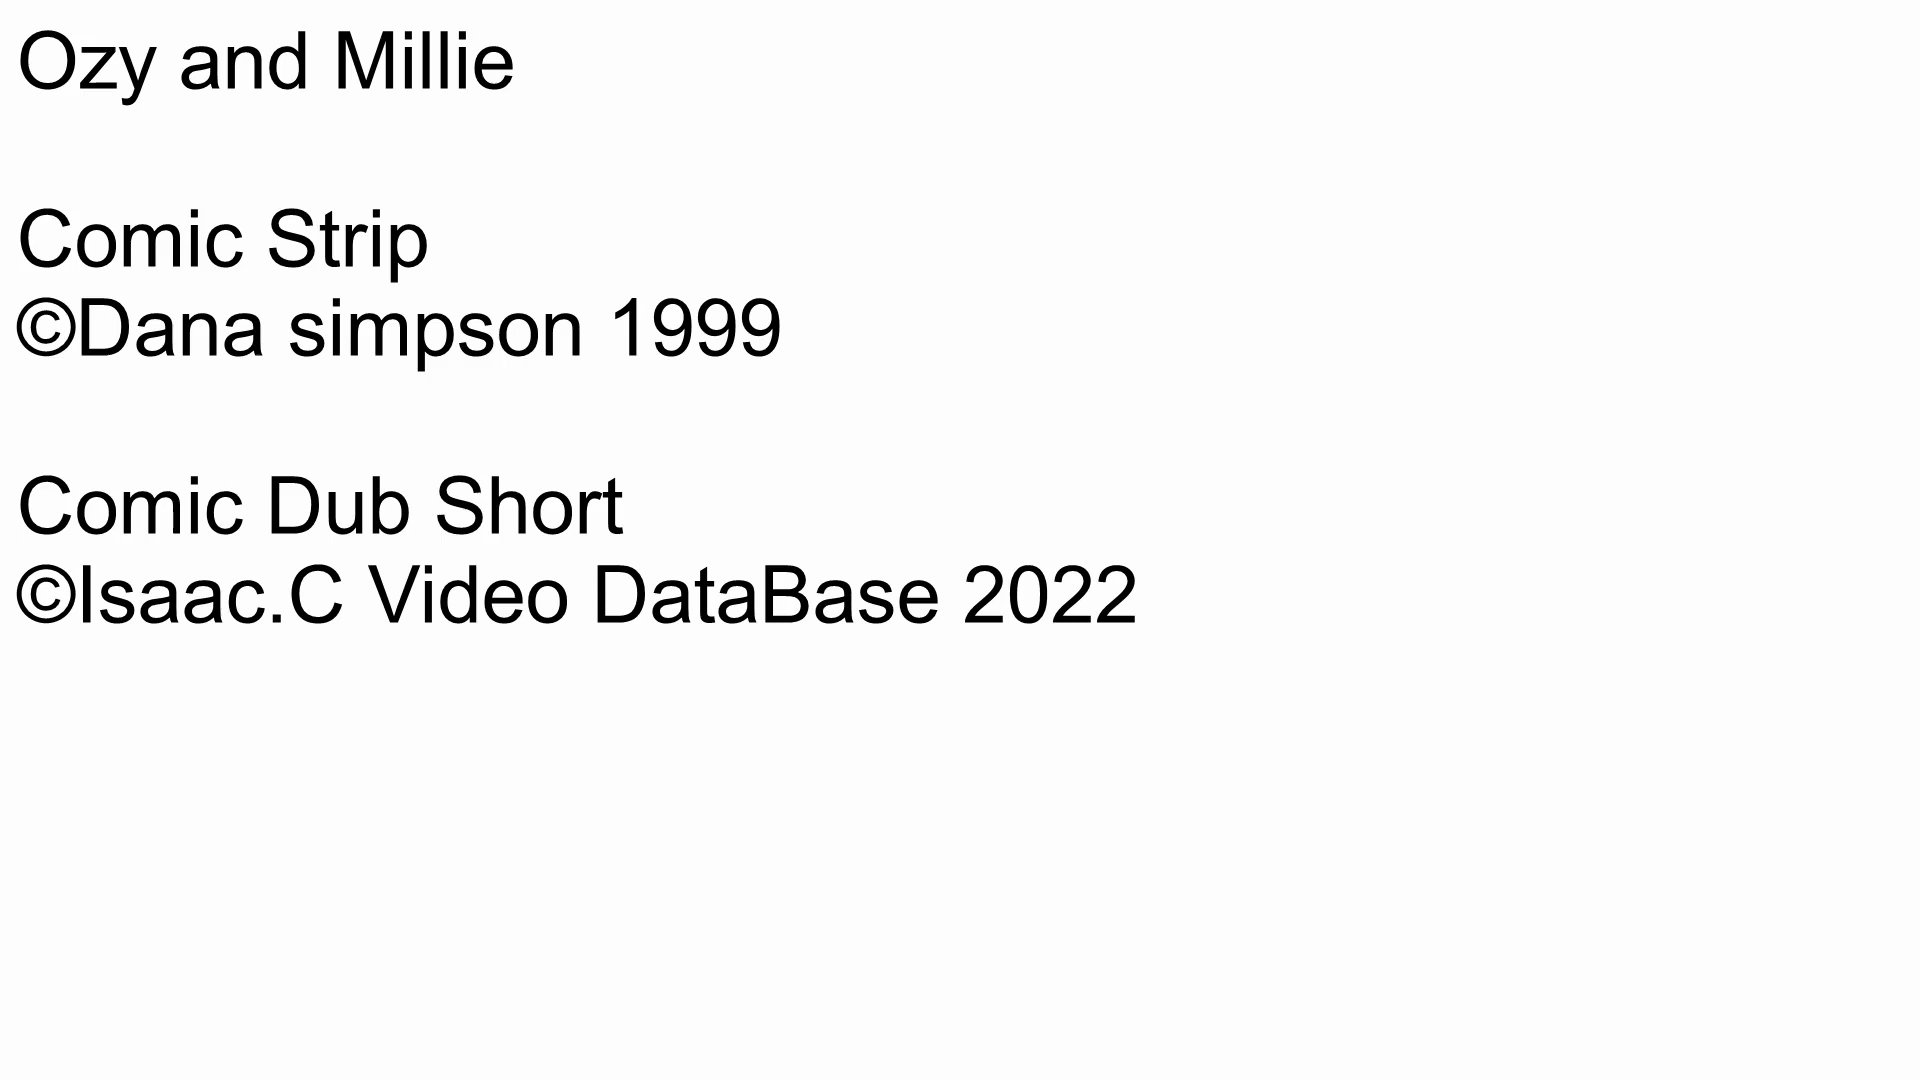 Ozy and Millie
Comic Strip
©Dana simpson 1999
Comic Dub Short
©Isaac.C Video DataBase 2022